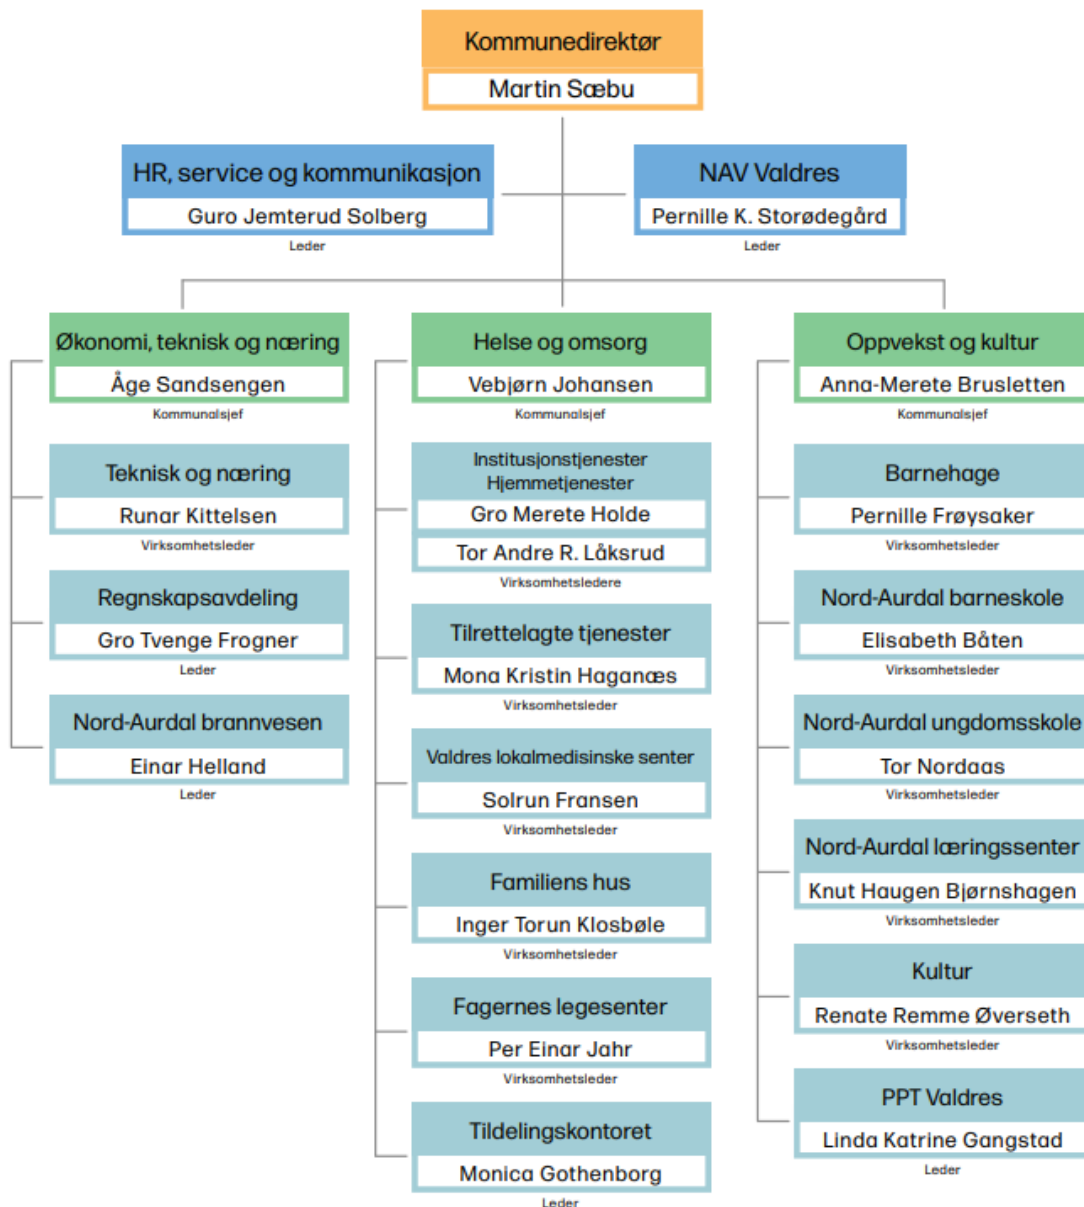 Kommunedirektør
Martin Sæbu
HR, service og kommunikasjon
Guro Jemterud Solberg
Leder
NAV Valdres
Pernille K. Storødegård
Leder
Økonomi, teknisk og næring
Åge Sandsengen
Kommunalsjef
Teknisk og næring
Runar Kittelsen
Virksomhetsleder
Regnskapsavdeling
Gro Tvenge Frogner
Leder
Nord-Aurdal brannvesen
Einar Helland
Leder
Helse og omsorg
Vebjørn Johansen
Kommunalsjef
Institusjonstjenester
Hjemmetjenester
Gro Merete Holde
Tor Andre R. Låksrud
Virksomhetsledere
Tilrettelagte tjenester
Mona Kristin Haganæs
Virksomhetsleder
Valdres lokalmedisinske senter
Solrun Fransen
Virksomhetsleder
Familiens hus
Inger Torun Klosbøle
Virksomhetsleder
Fagernes legesenter
Per Einar Jahr
Virksomhetsleder
Tildelingskontoret
Monica Gothenborg
Leder
Oppvekst og kultur
Anna-Merete Brusletten
Kommunalsjef
Barnehage
Pernille Frøysaker
Virksomhetsleder
Nord-Aurdal barneskole
Elisabeth Båten
Virksomhetsleder
Nord-Aurdal ungdomsskole
Tor Nordaas
Virksomhetsleder
Nord-Aurdal læringssenter
Knut Haugen Bjørnshagen
Virksomhetsleder
Kultur
Renate Remme Øverseth
Virksomhetsleder
PPT Valdres
Linda Katrine Gangstad
Leder